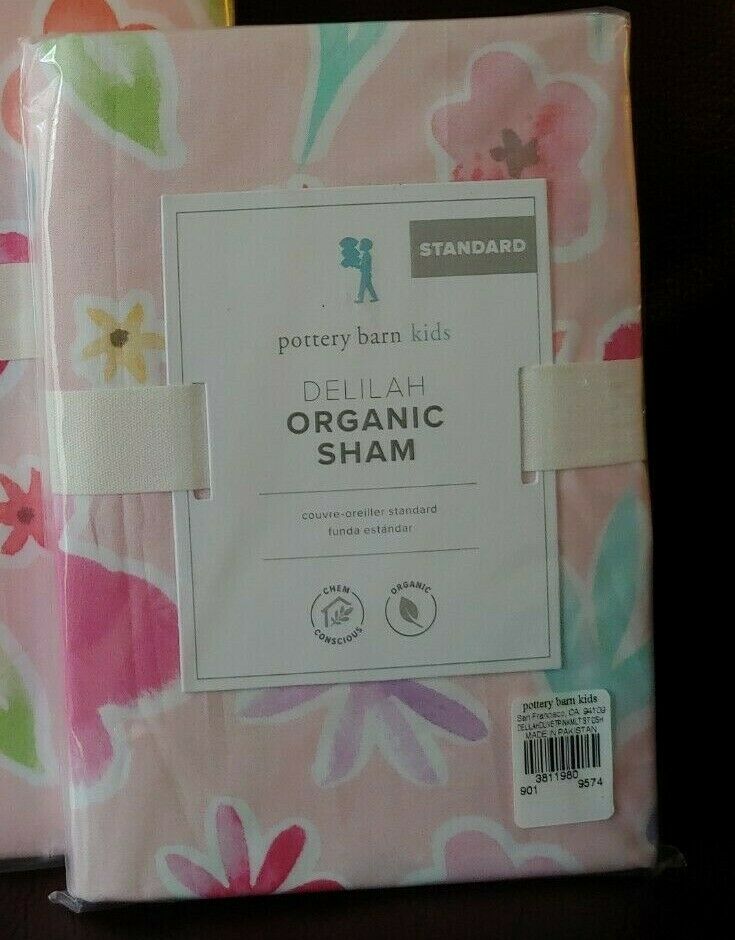 STANDARD
pottery barn kids
DELILAH
ORGANIC
SHAM
couvre-oreiller standard
funda estándar
CHEM
CONSCIOUS
ORGANIC
pottery barn kids
San Francisco, CA 94109
MADE IN PAKISTAN
3811980
901 9574